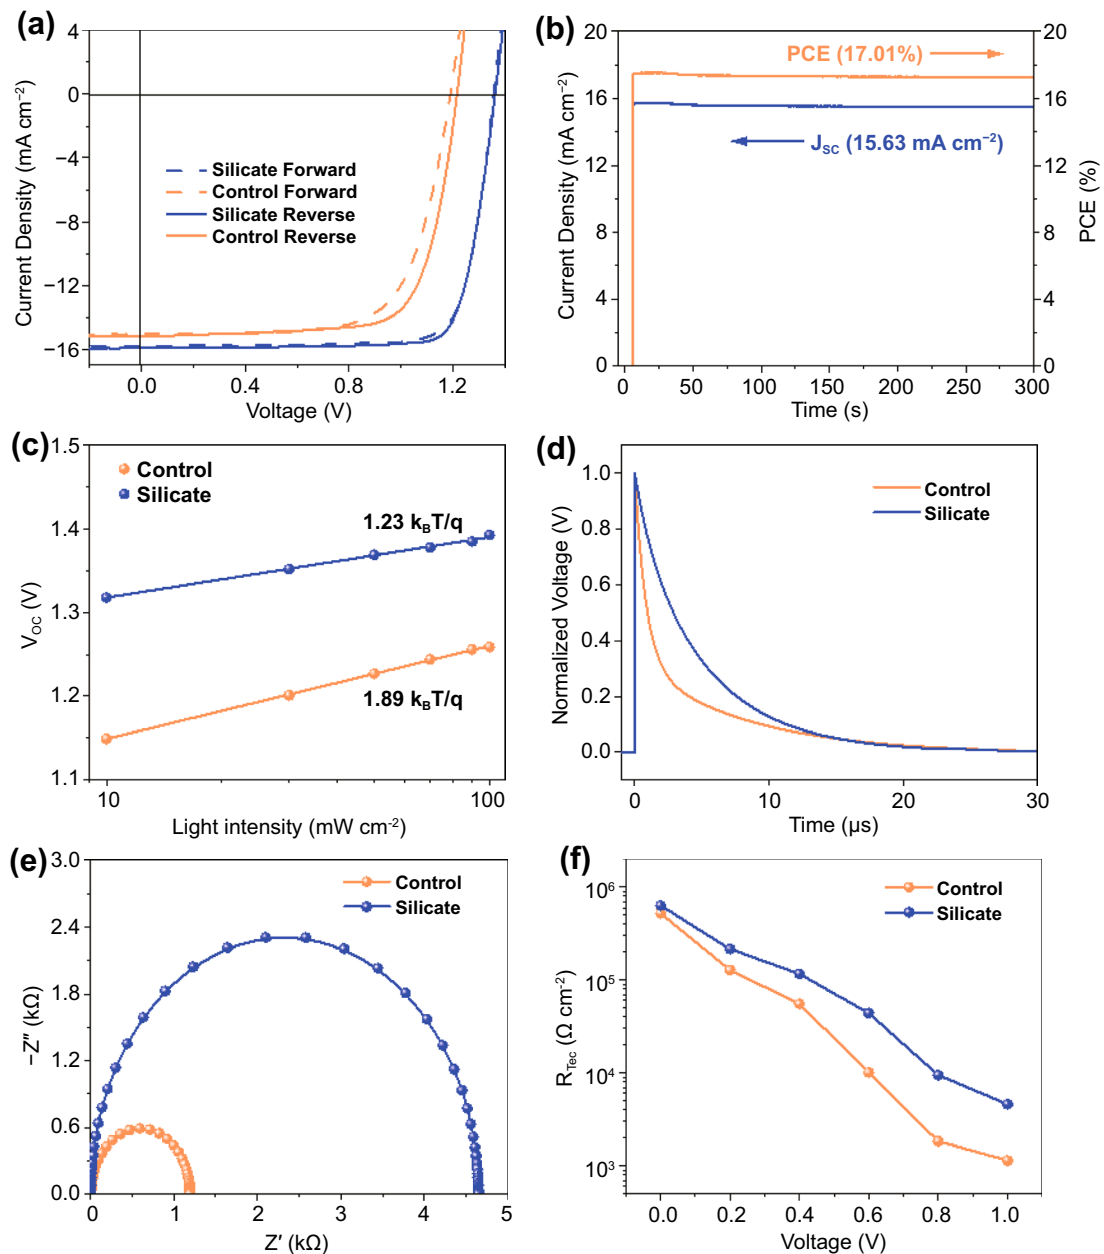 (a)
4
0
−4
−8
−12
−16
Current Density (mA cm⁻²)
Silicate Forward
Control Forward
Silicate Reverse
Control Reverse
0.0 0.4 0.8 1.2
Voltage (V)
(b)
20
16
12
8
4
0
Current Density (mA cm⁻²)
PCE (17.01%)
J_SC (15.63 mA cm⁻²)
20
16
12
8
4
0
PCE (%)
0 50 100 150 200 250 300
Time (s)
(c)
1.5
1.4
1.3
1.2
1.1
V_OC (V)
Control
Silicate
1.23 k_BT/q
1.89 k_BT/q
10 100
Light intensity (mW cm⁻²)
(d)
1.0
0.8
0.6
0.4
0.2
0.0
Normalized Voltage (V)
Control
Silicate
0 10 20 30
Time (µs)
(e)
3.0
2.4
1.8
1.2
0.6
0.0
−Z″ (kΩ)
Control
Silicate
0 1 2 3 4 5
Z′ (kΩ)
(f)
10⁶
10⁵
10⁴
10³
R_Tec (Ω cm⁻²)
Control
Silicate
0.0 0.2 0.4 0.6 0.8 1.0
Voltage (V)